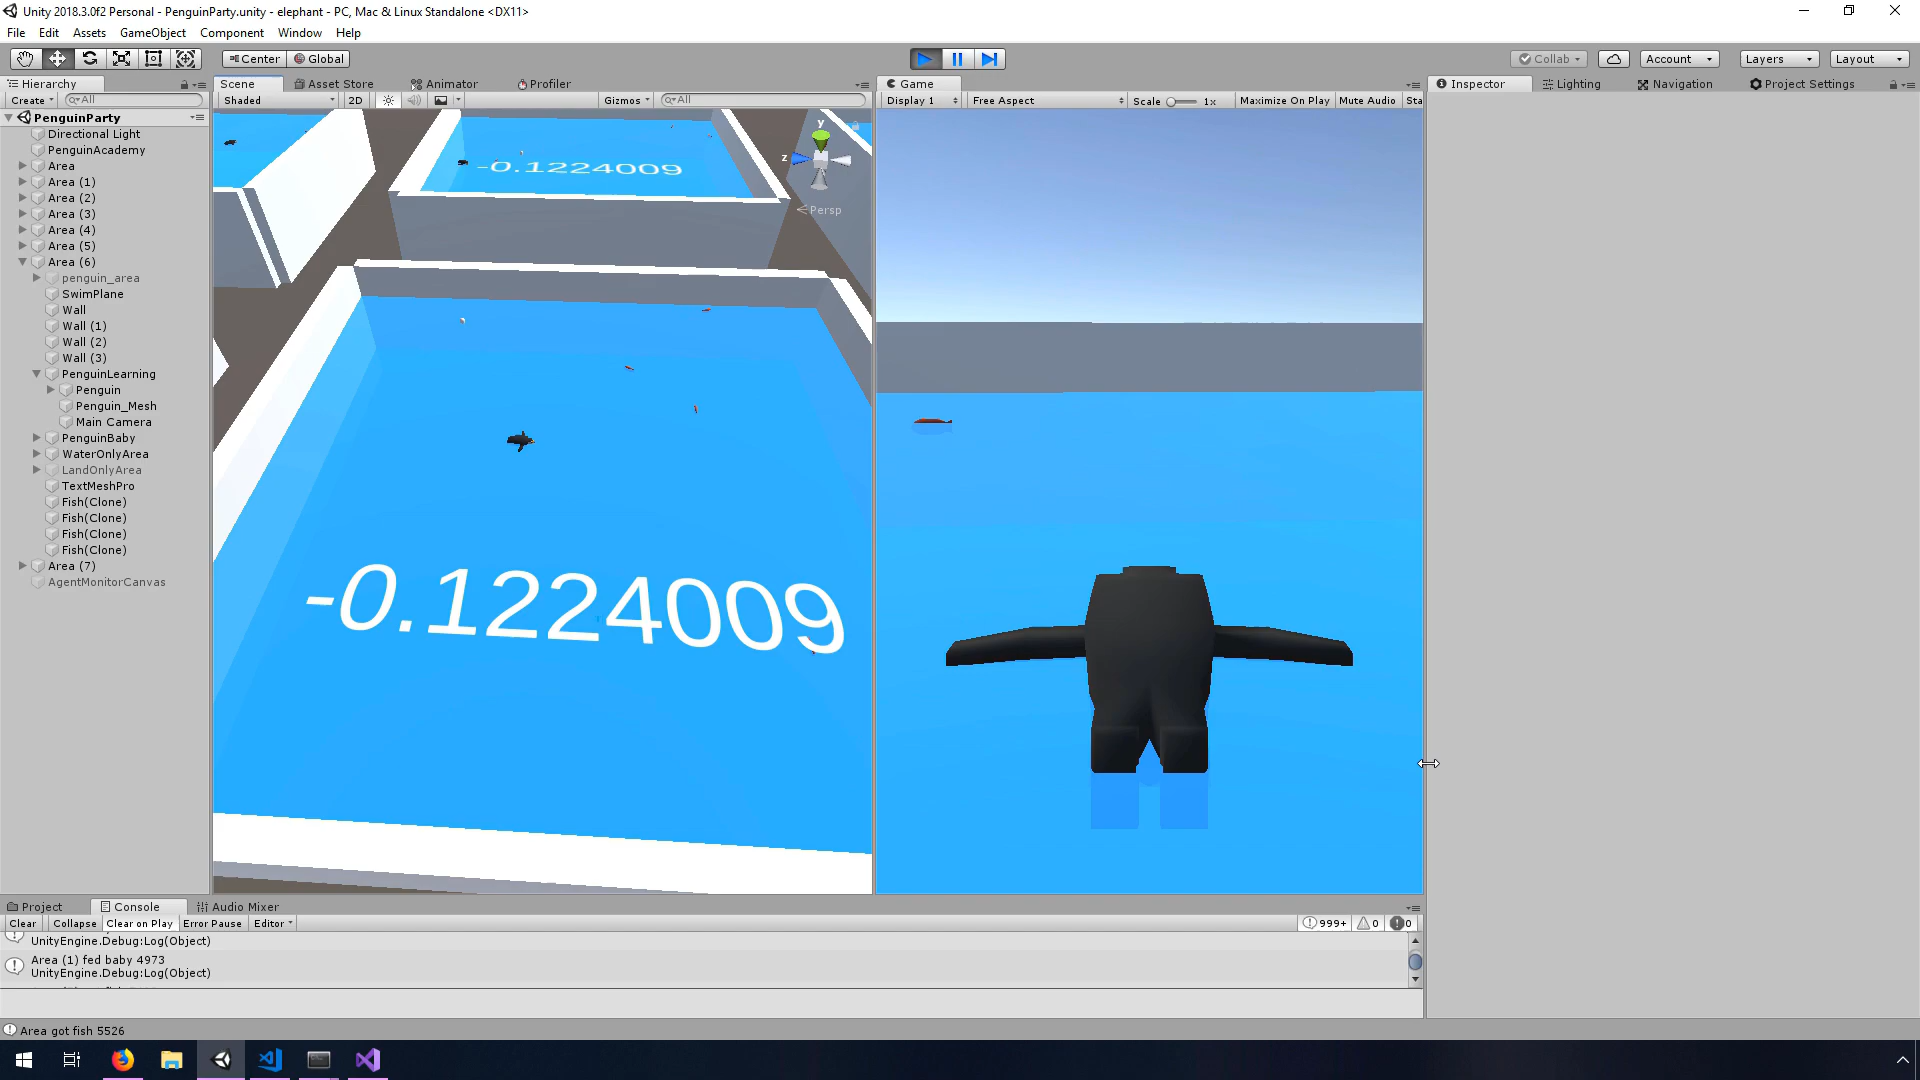 Unity 2018.3.0f2 Personal - PenguinParty.unity - elephant - PC, Mac & Linux Standalone <DX11>
File Edit Assets GameObject Component Window Help
Center Global Collab Account Layers Layout
Hierarchy Scene Asset Store Animator Profiler Game Inspector Lighting Navigation Project Settings
Create All Shaded 2D Gizmos All Display 1 Free Aspect Scale 1x Maximize On Play Mute Audio Sta
PenguinParty
Directional Light
PenguinAcademy
Area
Area (1)
Area (2)
Area (3)
Area (4)
Area (5)
Area (6)
penguin_area
SwimPlane
Wall
Wall (1)
Wall (2)
Wall (3)
PenguinLearning
Penguin
Penguin_Mesh
Main Camera
PenguinBaby
WaterOnlyArea
LandOnlyArea
TextMeshPro
Fish(Clone)
Fish(Clone)
Fish(Clone)
Fish(Clone)
Area (7)
AgentMonitorCanvas
y
z
Persp
-0.1224009
-0.1224009
Project Console Audio Mixer
Clear Collapse Clear on Play Error Pause Editor 999+ 0 0
UnityEngine.Debug:Log(Object)
Area (1) fed baby 4973
UnityEngine.Debug:Log(Object)
Area got fish 5526